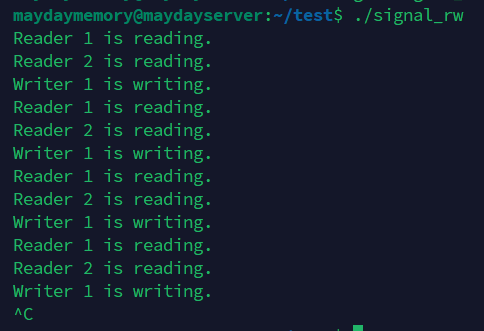 maydaymemory@maydayserver:~/test$ ./signal_rw
Reader 1 is reading.
Reader 2 is reading.
Writer 1 is writing.
Reader 1 is reading.
Reader 2 is reading.
Writer 1 is writing.
Reader 1 is reading.
Reader 2 is reading.
Writer 1 is writing.
Reader 1 is reading.
Reader 2 is reading.
Writer 1 is writing.
^C